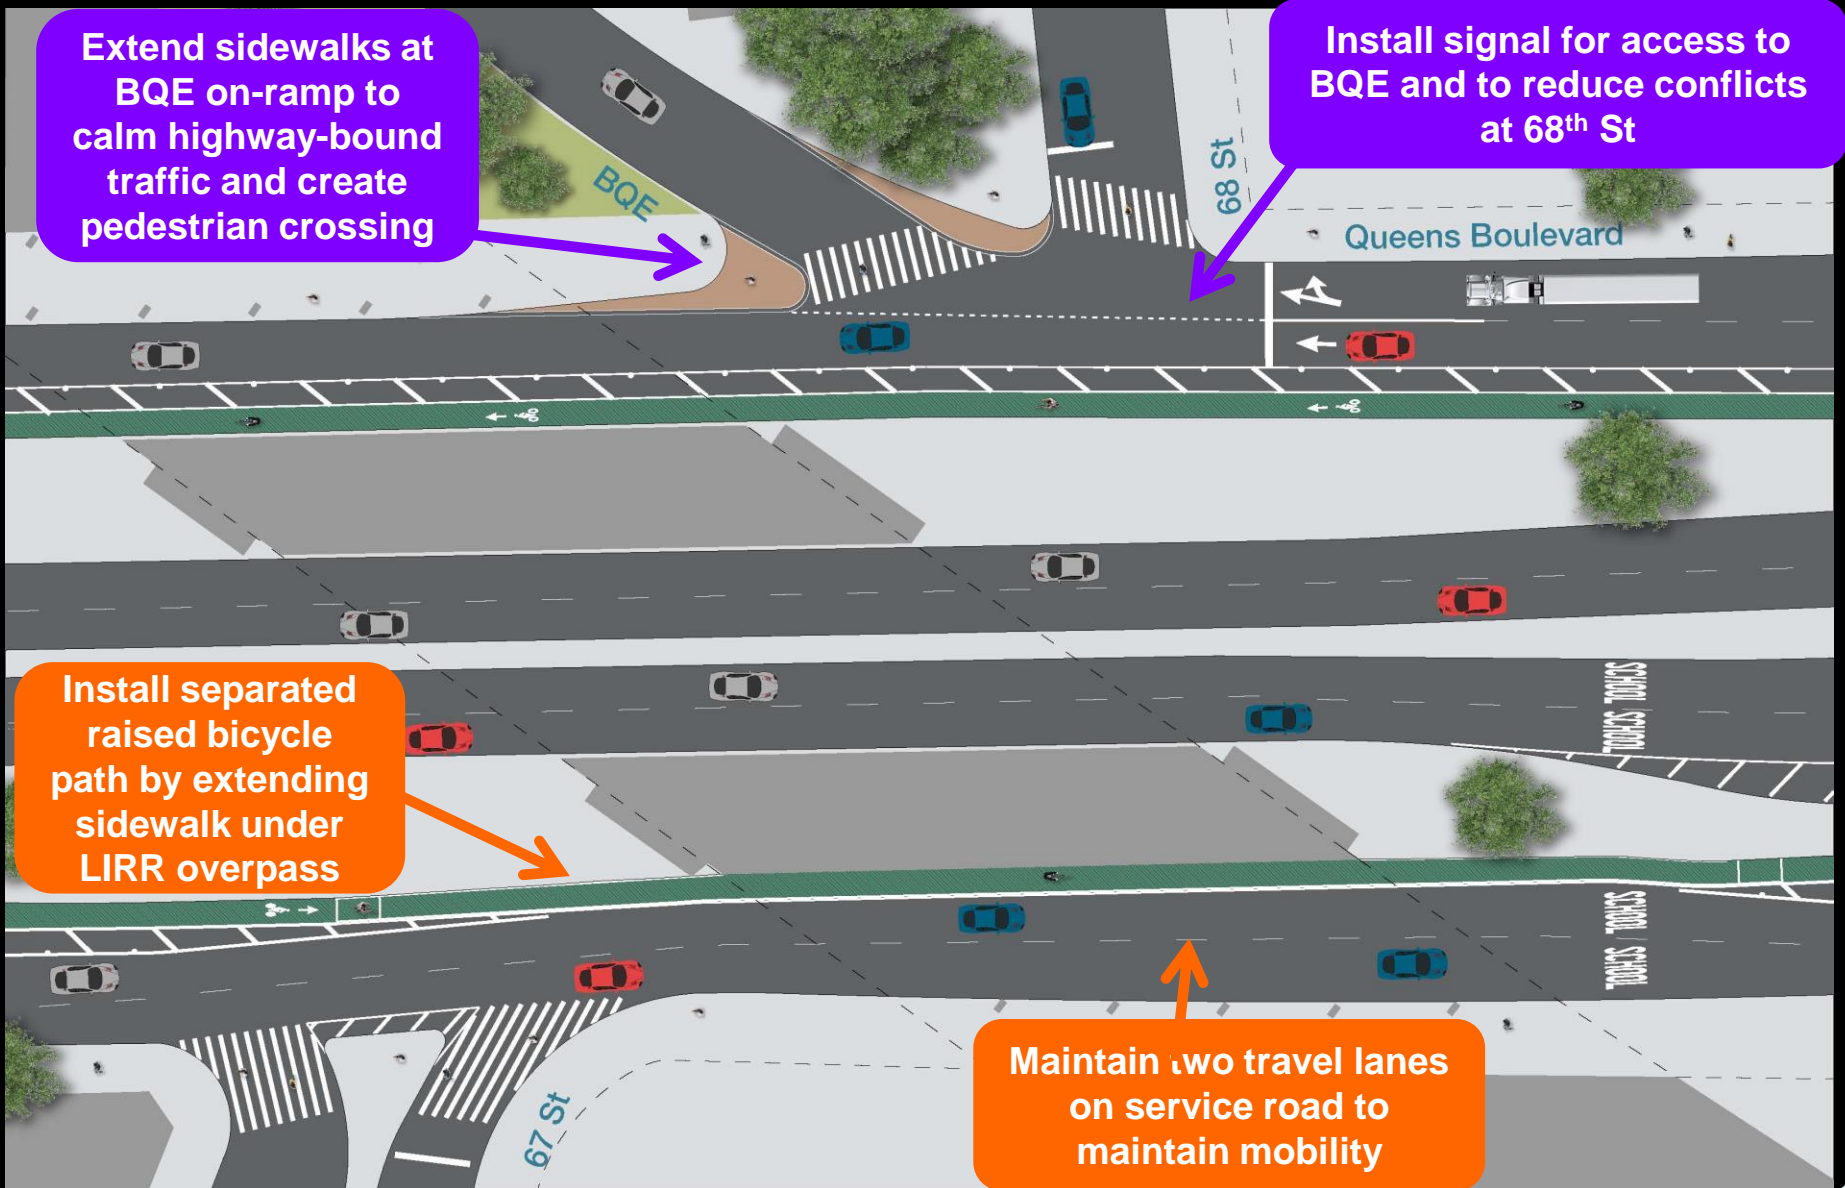 Extend sidewalks at
BQE on-ramp to
calm highway-bound
traffic and create
pedestrian crossing
Install signal for access to
BQE and to reduce conflicts
at 68th St
BQE
68 St
Queens Boulevard
Install separated
raised bicycle
path by extending
sidewalk under
LIRR overpass
SCHOOL
SCHOOL
SCHOOL
SCHOOL
67 St
Maintain two travel lanes
on service road to
maintain mobility